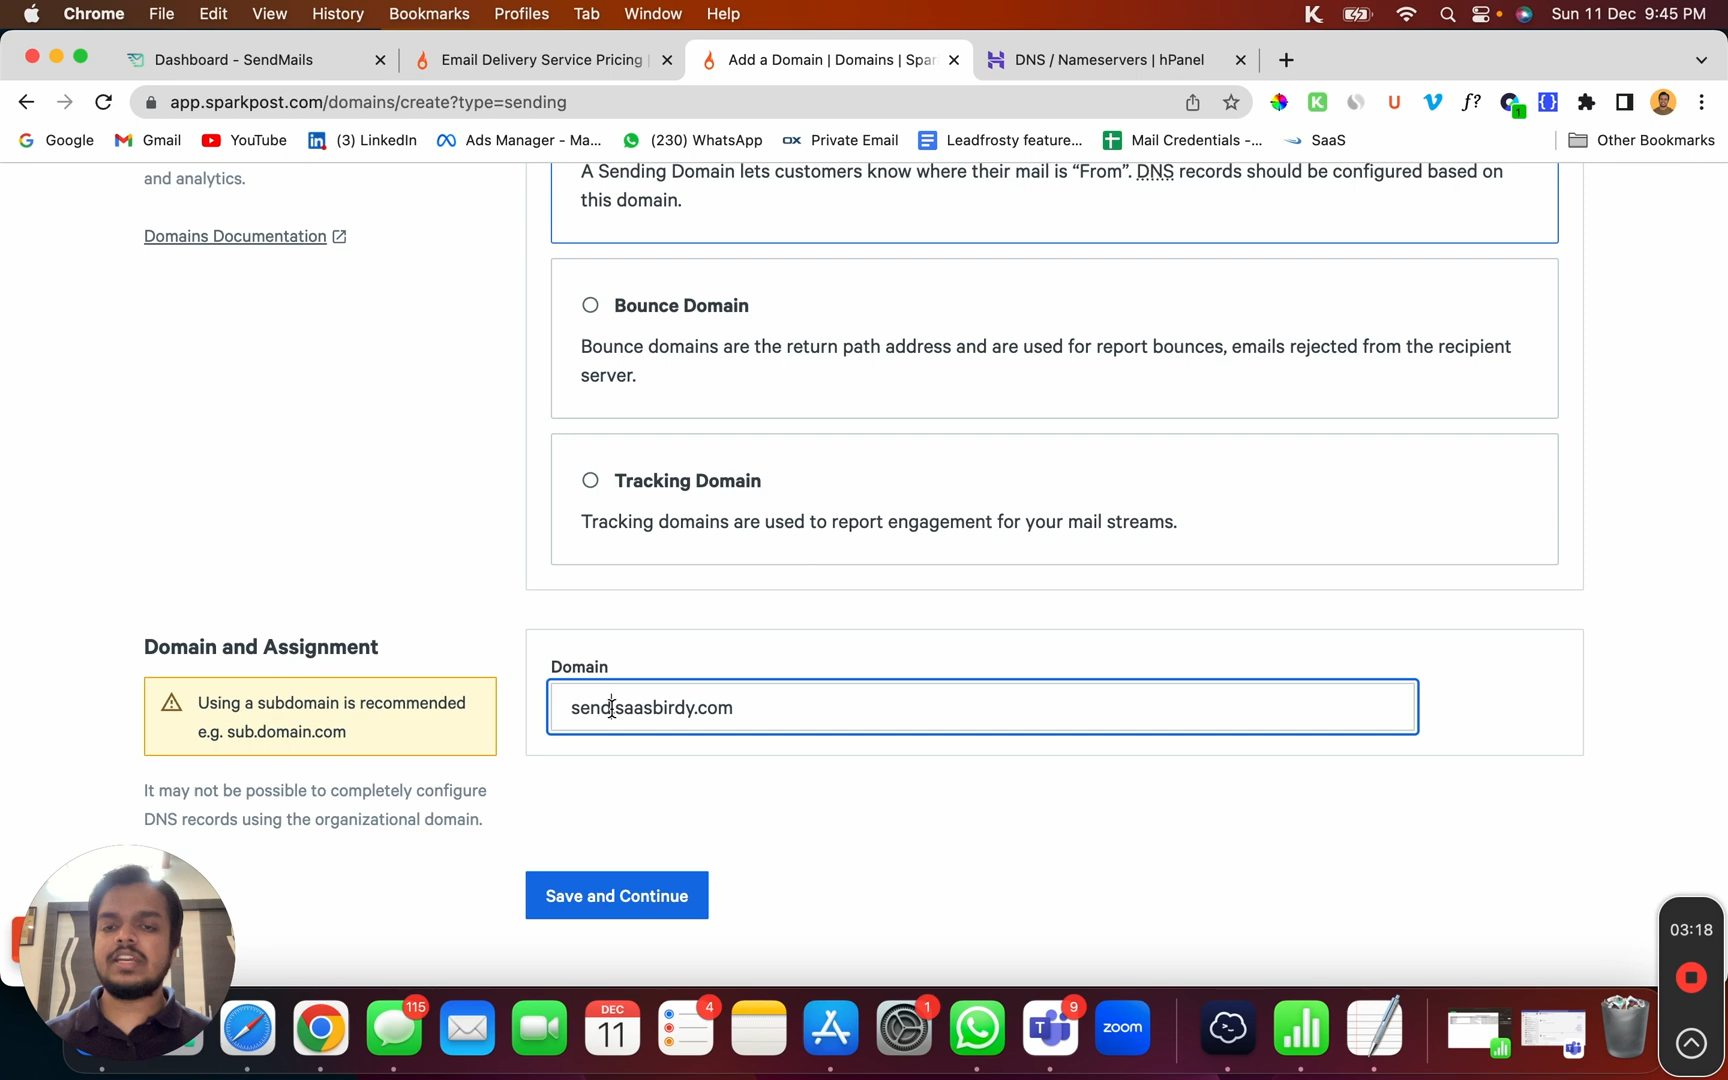 Chrome File Edit View History Bookmarks Profiles Tab Window Help Sun 11 Dec 9:45 PM
Dashboard - SendMails Email Delivery Service Pricing Add a Domain | Domains | Spar DNS / Nameservers | hPanel
app.sparkpost.com/domains/create?type=sending
Google Gmail YouTube (3) LinkedIn Ads Manager - Ma... (230) WhatsApp Private Email Leadfrosty feature... Mail Credentials -... SaaS Other Bookmarks
and analytics.
Domains Documentation
A Sending Domain lets customers know where their mail is “From”. DNS records should be configured based on
this domain.
Bounce Domain
Bounce domains are the return path address and are used for report bounces, emails rejected from the recipient
server.
Tracking Domain
Tracking domains are used to report engagement for your mail streams.
Domain and Assignment
Using a subdomain is recommended
e.g. sub.domain.com
It may not be possible to completely configure
DNS records using the organizational domain.
Domain
send.saasbirdy.com
Save and Continue
03:18
115
DEC
11
4
1
9
zoom